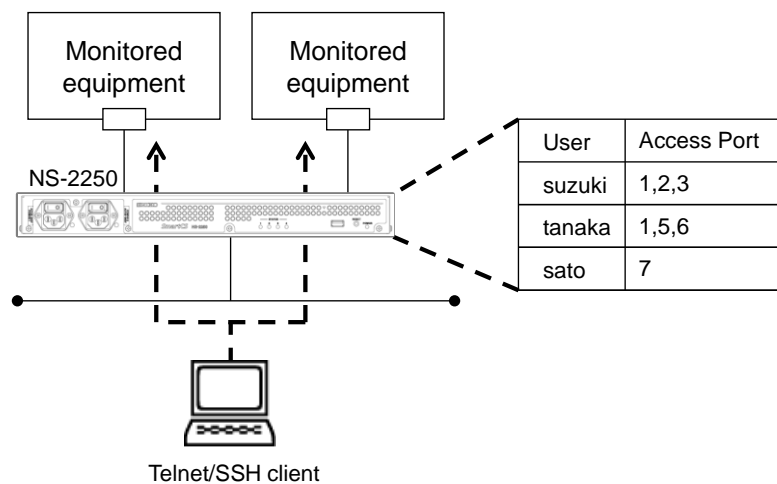 Monitored
equipment
Monitored
equipment
NS-2250
User Access Port
suzuki 1,2,3
tanaka 1,5,6
sato 7
Telnet/SSH client